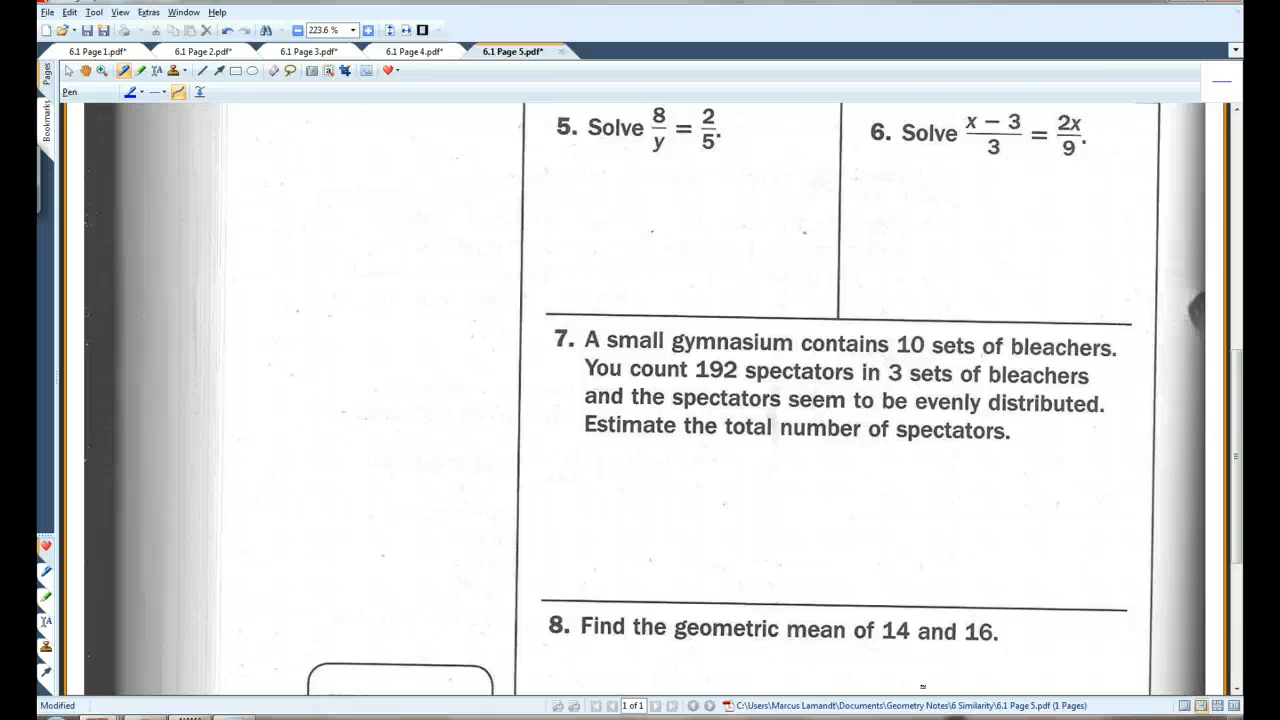 File Edit Tool View Extras Window Help
223.6 %
6.1 Page 1.pdf* 6.1 Page 2.pdf* 6.1 Page 3.pdf* 6.1 Page 4.pdf* 6.1 Page 5.pdf*
Pen
Pages
Bookmarks
5. Solve 8/y = 2/5.
6. Solve x − 3/3 = 2x/9.
7. A small gymnasium contains 10 sets of bleachers.
You count 192 spectators in 3 sets of bleachers
and the spectators seem to be evenly distributed.
Estimate the total number of spectators.
8. Find the geometric mean of 14 and 16.
≈
Modified
1 of 1
C:\Users\Marcus Lamandt\Documents\Geometry Notes\6 Similarity\6.1 Page 5.pdf (1 Pages)